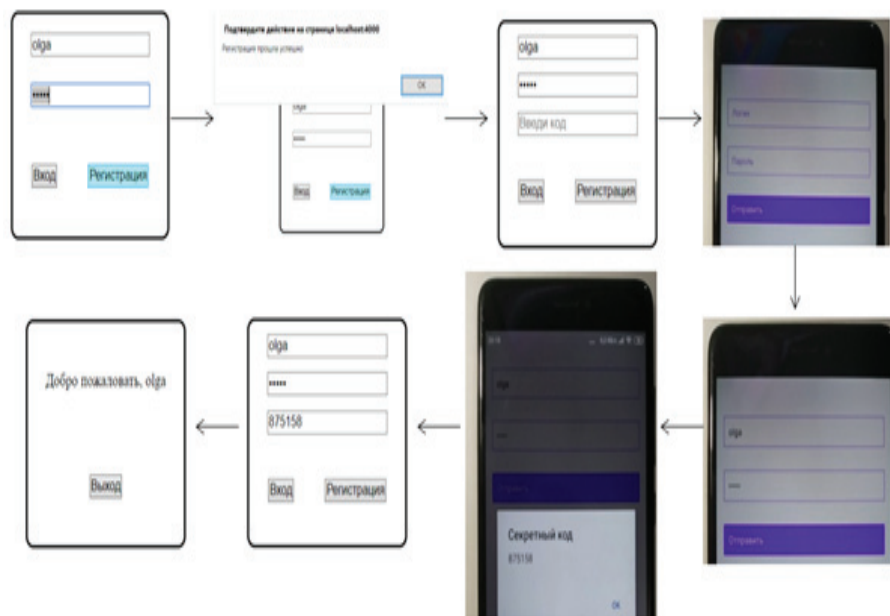 olga
•••••
Вход
Регистрация
Подтвердите действие на странице localhost:4000
Регистрация прошла успешно
OK
olga
•••••
Вход
Регистрация
olga
•••••
Введи код
Вход
Регистрация
Логин
Пароль
Отправить
olga
•••••
Отправить
olga
••••
Отправить
Секретный код
875158
OK
olga
•••••
875158
Вход
Регистрация
Добро пожаловать, olga
Выход